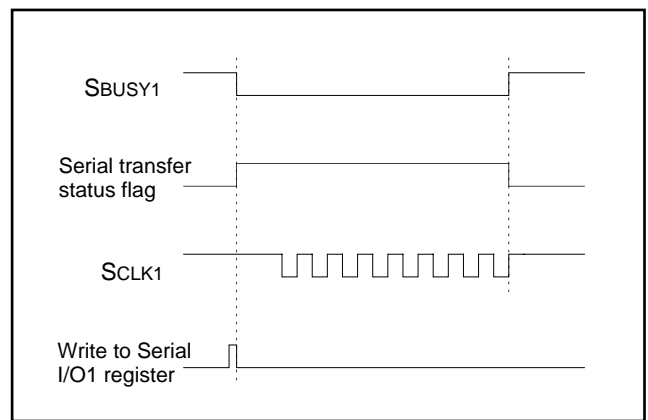 SBUSY1
Serial transfer
status flag
SCLK1
Write to Serial
I/O1 register